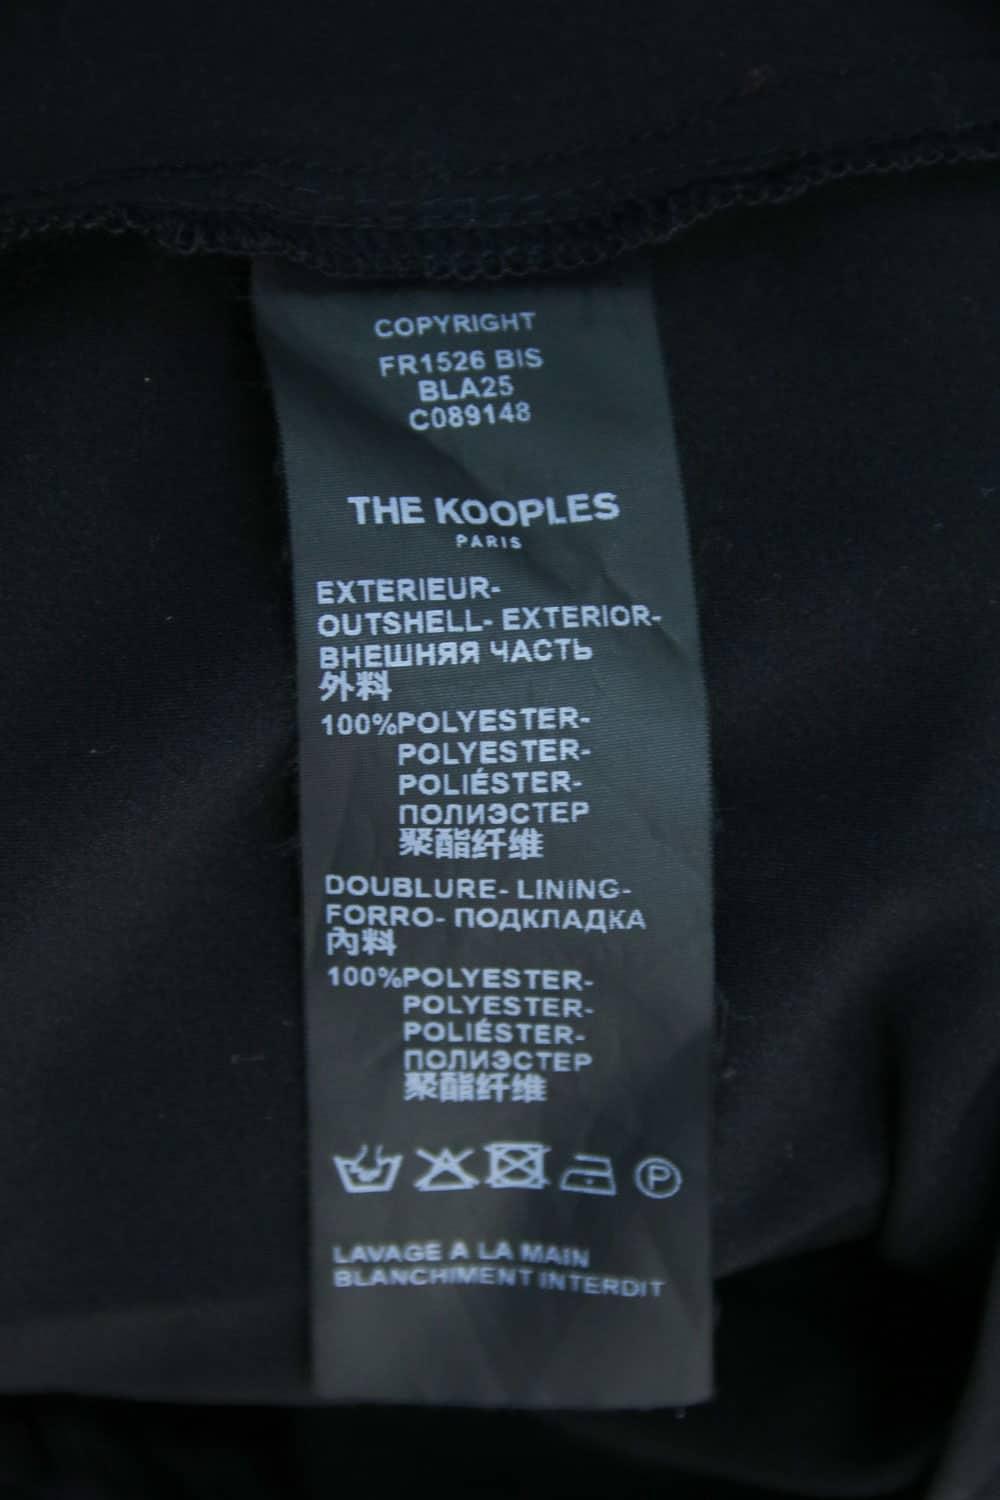 COPYRIGHT
FR1526 BIS
BLA25
C089148
THE KOOPLES
PARIS
EXTERIEUR-
OUTSHELL- EXTERIOR-
ВНЕШНЯЯ ЧАСТЬ
外料
100%POLYESTER-
POLYESTER-
POLIÉSTER-
ПОЛИЭСТЕР
聚酯纤维
DOUBLURE- LINING-
FORRO- ПОДКЛАДКА
內料
100%POLYESTER-
POLYESTER-
POLIÉSTER-
ПОЛИЭСТЕР
聚酯纤维
P
LAVAGE A LA MAIN
BLANCHIMENT INTERDIT